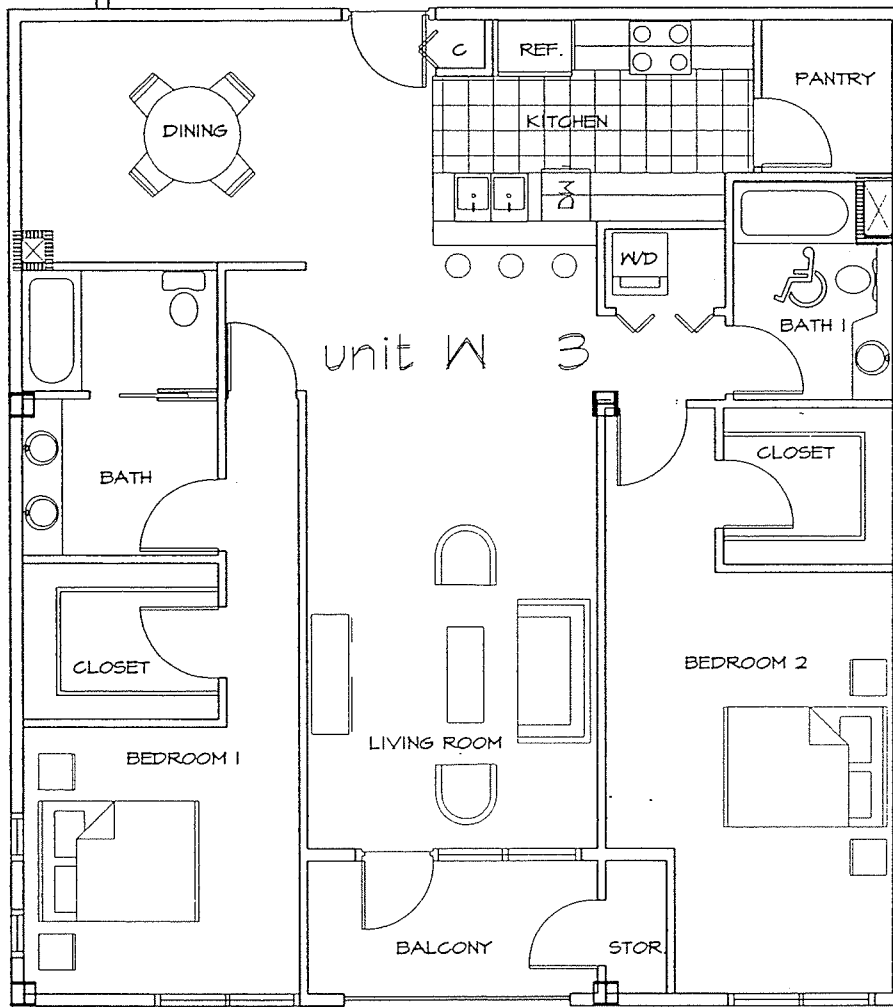 C
REF.
PANTRY
DINING
KITCHEN
DW
W/D
BATH 1
unit W 3
CLOSET
BATH
CLOSET
BEDROOM 2
LIVING ROOM
BEDROOM 1
BALCONY
STOR.